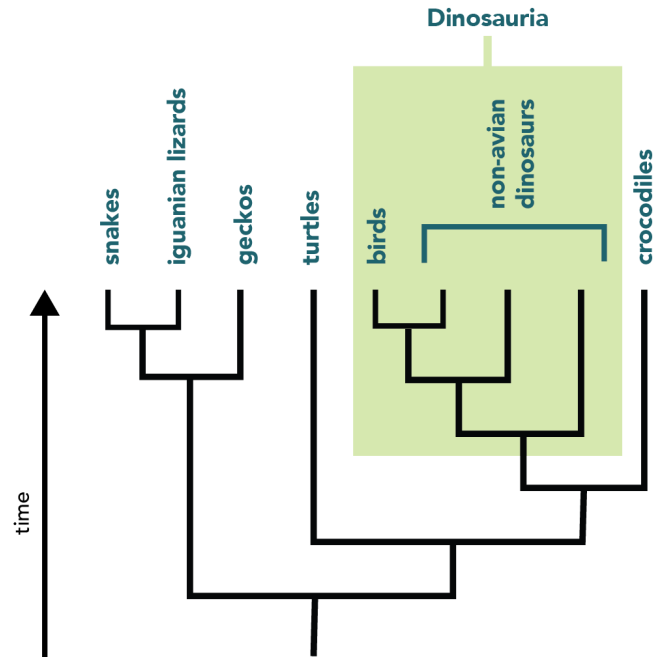 Dinosauria
snakes
iguanian lizards
geckos
turtles
birds
non-avian
dinosaurs
crocodiles
time